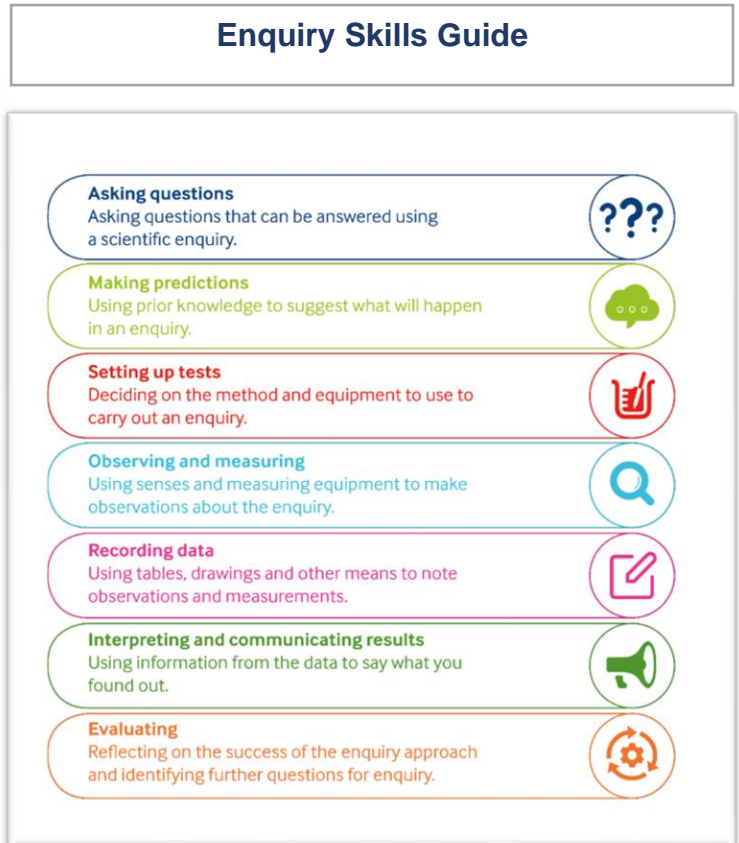 Enquiry Skills Guide
Asking questions
Asking questions that can be answered using
a scientific enquiry.
???
Making predictions
Using prior knowledge to suggest what will happen
in an enquiry.
Setting up tests
Deciding on the method and equipment to use to
carry out an enquiry.
Observing and measuring
Using senses and measuring equipment to make
observations about the enquiry.
Recording data
Using tables, drawings and other means to note
observations and measurements.
Interpreting and communicating results
Using information from the data to say what you
found out.
Evaluating
Reflecting on the success of the enquiry approach
and identifying further questions for enquiry.